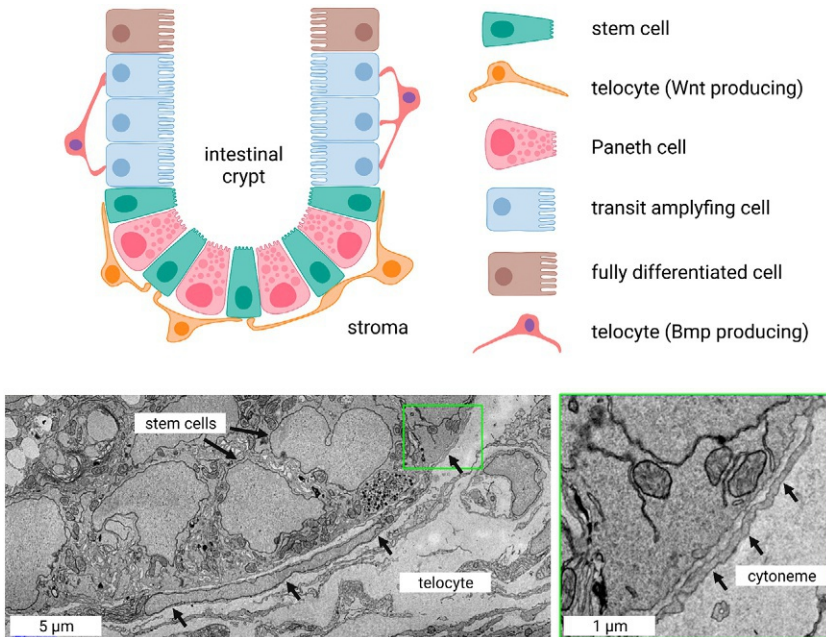 stem cell
telocyte (Wnt producing)
intestinal
crypt
Paneth cell
transit amplyfing cell
fully differentiated cell
stroma
telocyte (Bmp producing)
stem cells
telocyte
5 µm
cytoneme
1 µm